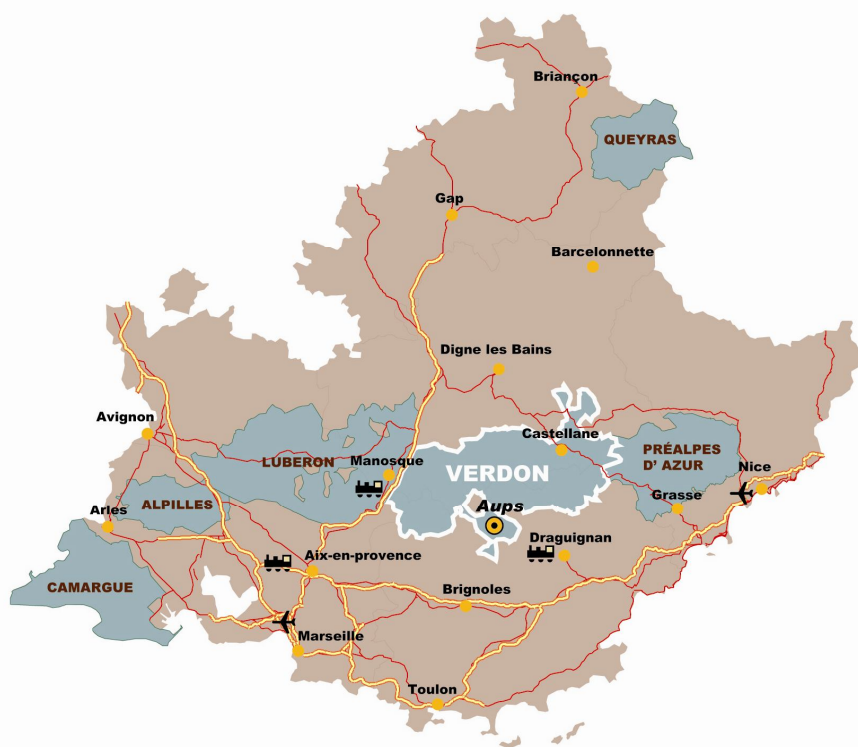 Briançon
QUEYRAS
Gap
Barcelonnette
Digne les Bains
Avignon
Castellane
LUBERON
Manosque
VERDON
PRÉALPES
D' AZUR
Nice
ALPILLES
Grasse
Arles
Aups
Draguignan
Aix-en-provence
CAMARGUE
Brignoles
Marseille
Toulon